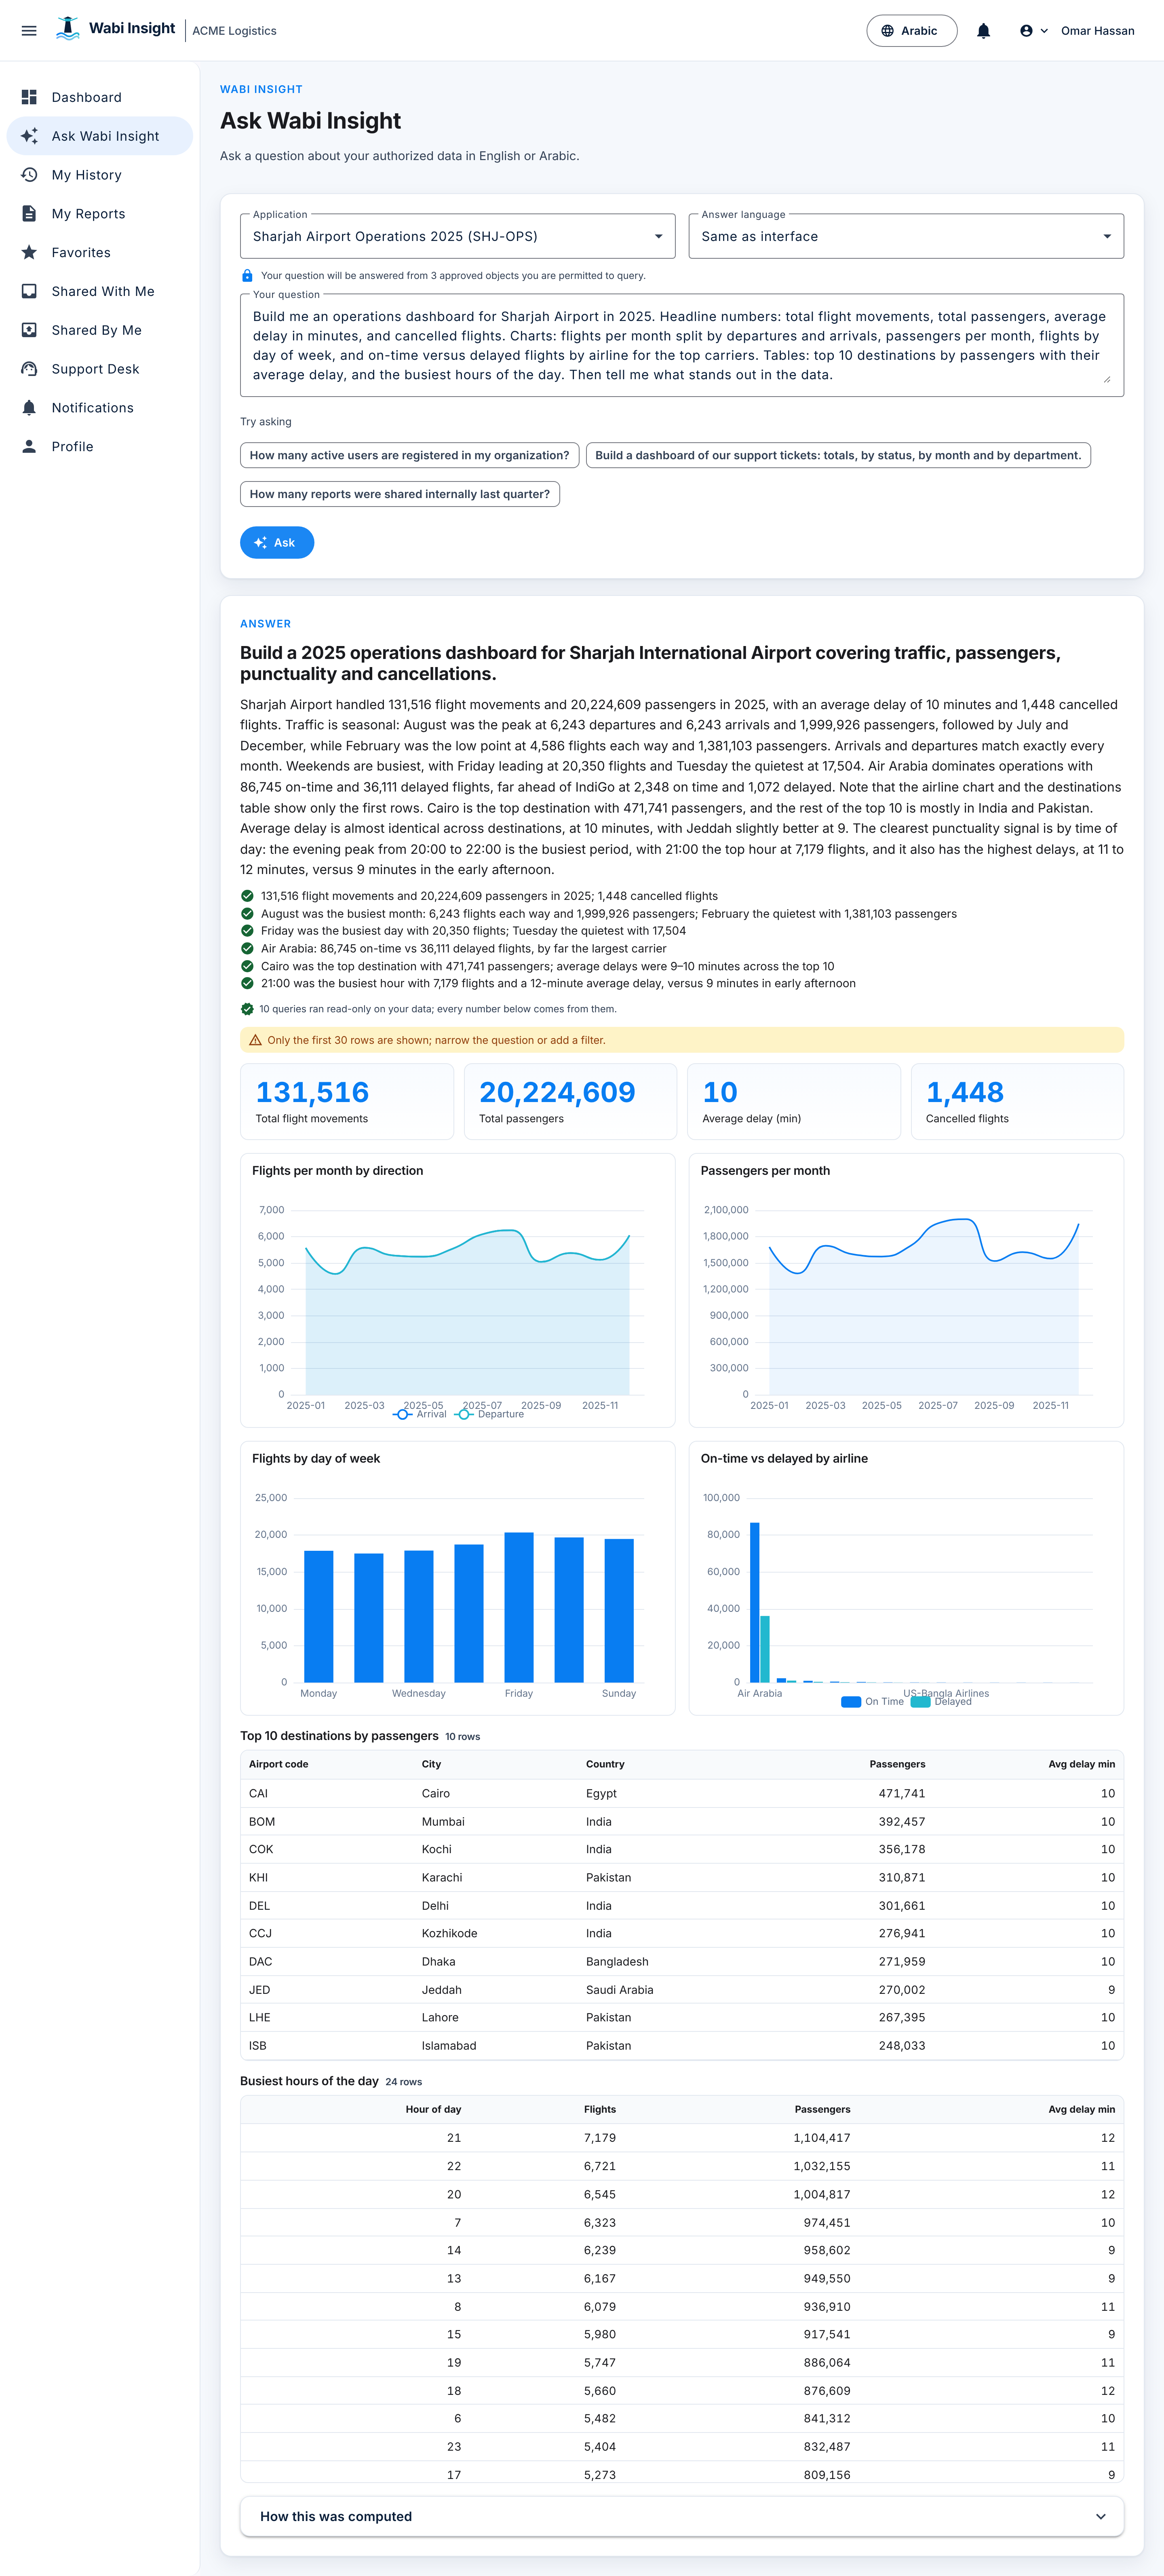 Wabi Insight
ACME Logistics
Arabic
Omar Hassan
Dashboard
Ask Wabi Insight
My History
My Reports
Favorites
Shared With Me
Shared By Me
Support Desk
Notifications
Profile
WABI INSIGHT
Ask Wabi Insight
Ask a question about your authorized data in English or Arabic.
Application
Sharjah Airport Operations 2025 (SHJ-OPS)
Answer language
Same as interface
Your question will be answered from 3 approved objects you are permitted to query.
Your question
Build me an operations dashboard for Sharjah Airport in 2025. Headline numbers: total flight movements, total passengers, average
delay in minutes, and cancelled flights. Charts: flights per month split by departures and arrivals, passengers per month, flights by
day of week, and on-time versus delayed flights by airline for the top carriers. Tables: top 10 destinations by passengers with their
average delay, and the busiest hours of the day. Then tell me what stands out in the data.
Try asking
How many active users are registered in my organization?
Build a dashboard of our support tickets: totals, by status, by month and by department.
How many reports were shared internally last quarter?
Ask
ANSWER
Build a 2025 operations dashboard for Sharjah International Airport covering traffic, passengers,
punctuality and cancellations.
Sharjah Airport handled 131,516 flight movements and 20,224,609 passengers in 2025, with an average delay of 10 minutes and 1,448 cancelled
flights. Traffic is seasonal: August was the peak at 6,243 departures and 6,243 arrivals and 1,999,926 passengers, followed by July and
December, while February was the low point at 4,586 flights each way and 1,381,103 passengers. Arrivals and departures match exactly every
month. Weekends are busiest, with Friday leading at 20,350 flights and Tuesday the quietest at 17,504. Air Arabia dominates operations with
86,745 on-time and 36,111 delayed flights, far ahead of IndiGo at 2,348 on time and 1,072 delayed. Note that the airline chart and the destinations
table show only the first rows. Cairo is the top destination with 471,741 passengers, and the rest of the top 10 is mostly in India and Pakistan.
Average delay is almost identical across destinations, at 10 minutes, with Jeddah slightly better at 9. The clearest punctuality signal is by time of
day: the evening peak from 20:00 to 22:00 is the busiest period, with 21:00 the top hour at 7,179 flights, and it also has the highest delays, at 11 to
12 minutes, versus 9 minutes in the early afternoon.
131,516 flight movements and 20,224,609 passengers in 2025; 1,448 cancelled flights
August was the busiest month: 6,243 flights each way and 1,999,926 passengers; February the quietest with 1,381,103 passengers
Friday was the busiest day with 20,350 flights; Tuesday the quietest with 17,504
Air Arabia: 86,745 on-time vs 36,111 delayed flights, by far the largest carrier
Cairo was the top destination with 471,741 passengers; average delays were 9–10 minutes across the top 10
21:00 was the busiest hour with 7,179 flights and a 12-minute average delay, versus 9 minutes in early afternoon
10 queries ran read-only on your data; every number below comes from them.
Only the first 30 rows are shown; narrow the question or add a filter.
131,516
Total flight movements
20,224,609
Total passengers
10
Average delay (min)
1,448
Cancelled flights
Flights per month by direction
7,000
6,000
5,000
4,000
3,000
2,000
1,000
0
2025-01 2025-03 2025-05 2025-07 2025-09 2025-11
Arrival Departure
Passengers per month
2,100,000
1,800,000
1,500,000
1,200,000
900,000
600,000
300,000
0
2025-01 2025-03 2025-05 2025-07 2025-09 2025-11
Flights by day of week
25,000
20,000
15,000
10,000
5,000
0
Monday Wednesday Friday Sunday
On-time vs delayed by airline
100,000
80,000
60,000
40,000
20,000
0
Air Arabia US-Bangla Airlines
On Time Delayed
Top 10 destinations by passengers 10 rows
Airport code City Country Passengers Avg delay min
CAI Cairo Egypt 471,741 10
BOM Mumbai India 392,457 10
COK Kochi India 356,178 10
KHI Karachi Pakistan 310,871 10
DEL Delhi India 301,661 10
CCJ Kozhikode India 276,941 10
DAC Dhaka Bangladesh 271,959 10
JED Jeddah Saudi Arabia 270,002 9
LHE Lahore Pakistan 267,395 10
ISB Islamabad Pakistan 248,033 10
Busiest hours of the day 24 rows
Hour of day Flights Passengers Avg delay min
21 7,179 1,104,417 12
22 6,721 1,032,155 11
20 6,545 1,004,817 12
7 6,323 974,451 10
14 6,239 958,602 9
13 6,167 949,550 9
8 6,079 936,910 11
15 5,980 917,541 9
19 5,747 886,064 11
18 5,660 876,609 12
6 5,482 841,312 10
23 5,404 832,487 11
17 5,273 809,156 9
How this was computed